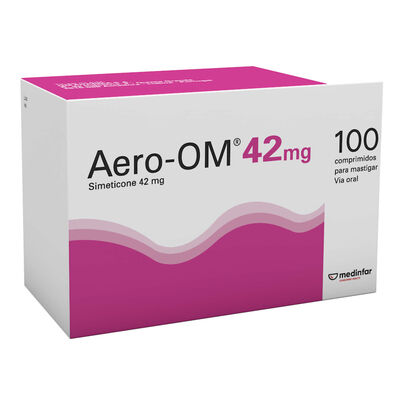 Aero-OM® 42mg
Simeticone 42 mg
100
comprimidos
para mastigar
Via oral
medinfar